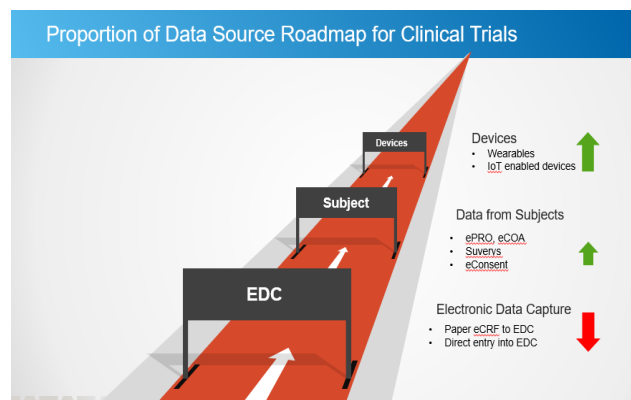 Proportion of Data Source Roadmap for Clinical Trials
Devices
Subject
EDC
Devices
• Wearables
• IoT enabled devices
Data from Subjects
• ePRO, eCOA
• Suverys
• eConsent
Electronic Data Capture
• Paper eCRF to EDC
• Direct entry into EDC